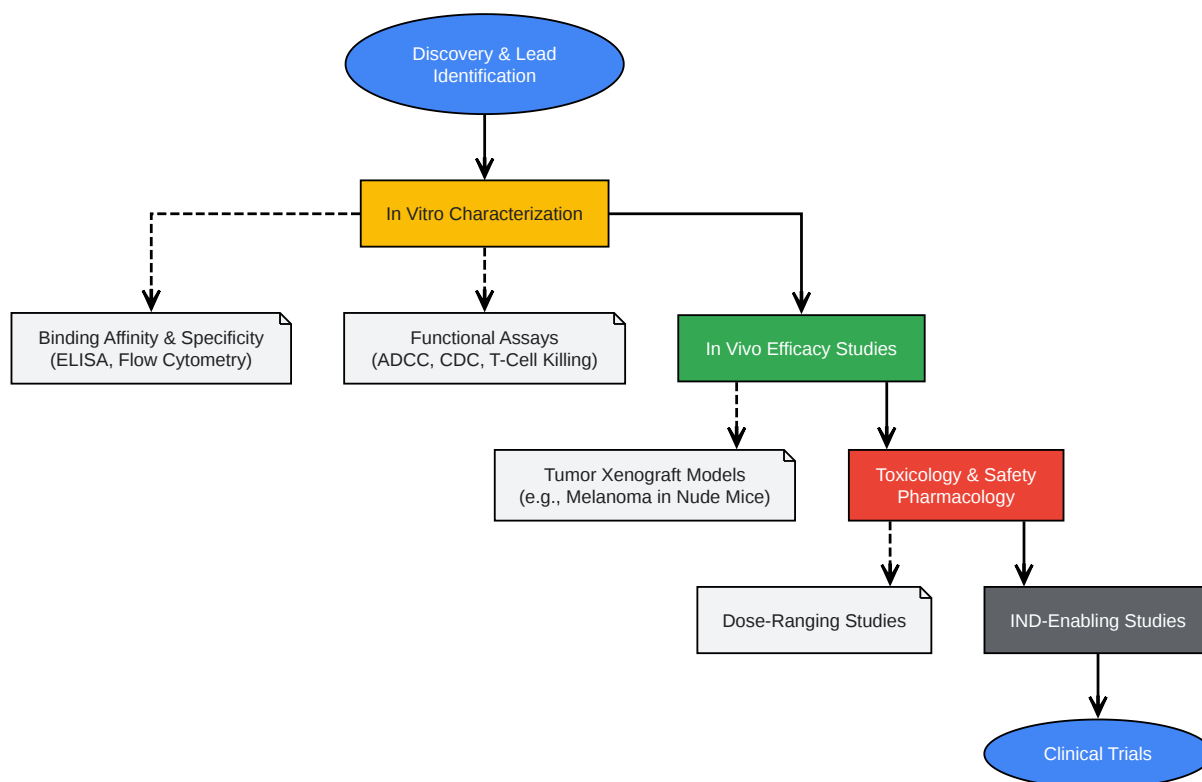 Discovery & Lead
Identification
In Vitro Characterization
Binding Affinity & Specificity
(ELISA, Flow Cytometry)
Functional Assays
(ADCC, CDC, T-Cell Killing)
In Vivo Efficacy Studies
Tumor Xenograft Models
(e.g., Melanoma in Nude Mice)
Toxicology & Safety
Pharmacology
Dose-Ranging Studies
IND-Enabling Studies
Clinical Trials